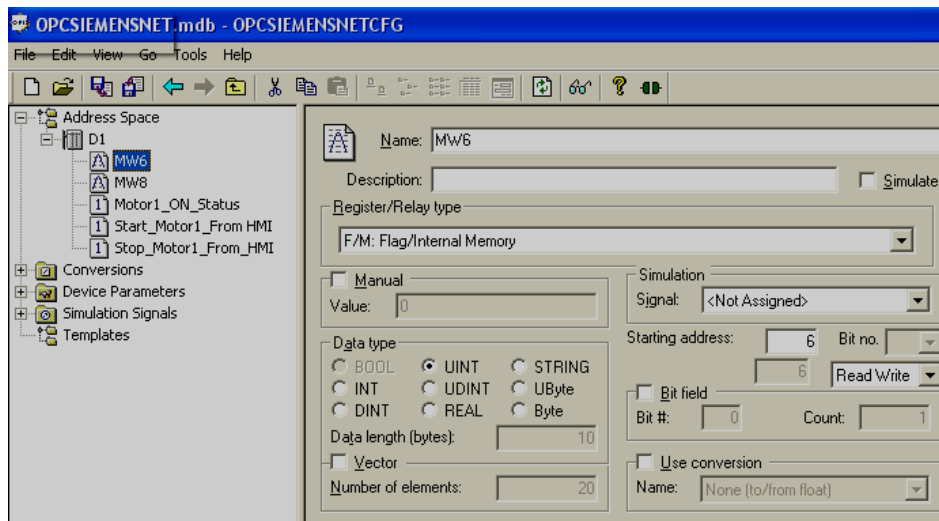 OPCSIEMENSNET.mdb - OPCSIEMENSNETCFG
File Edit View Go Tools Help
Address Space
D1
MW6
MW8
Motor1_ON_Status
Start_Motor1_From HMI
Stop_Motor1_From_HMI
Conversions
Device Parameters
Simulation Signals
Templates
Name: MW6
Description: Simulate
Register/Relay type
F/M: Flag/Internal Memory
Manual
Value: 0
Simulation
Signal: <Not Assigned>
Data type
BOOL UINT STRING
INT UDINT UByte
DINT REAL Byte
Data length (bytes): 10
Vector
Number of elements: 20
Starting address: 6 Bit no.
6 Read Write
Bit field
Bit #: 0 Count: 1
Use conversion
Name: None (to/from float)